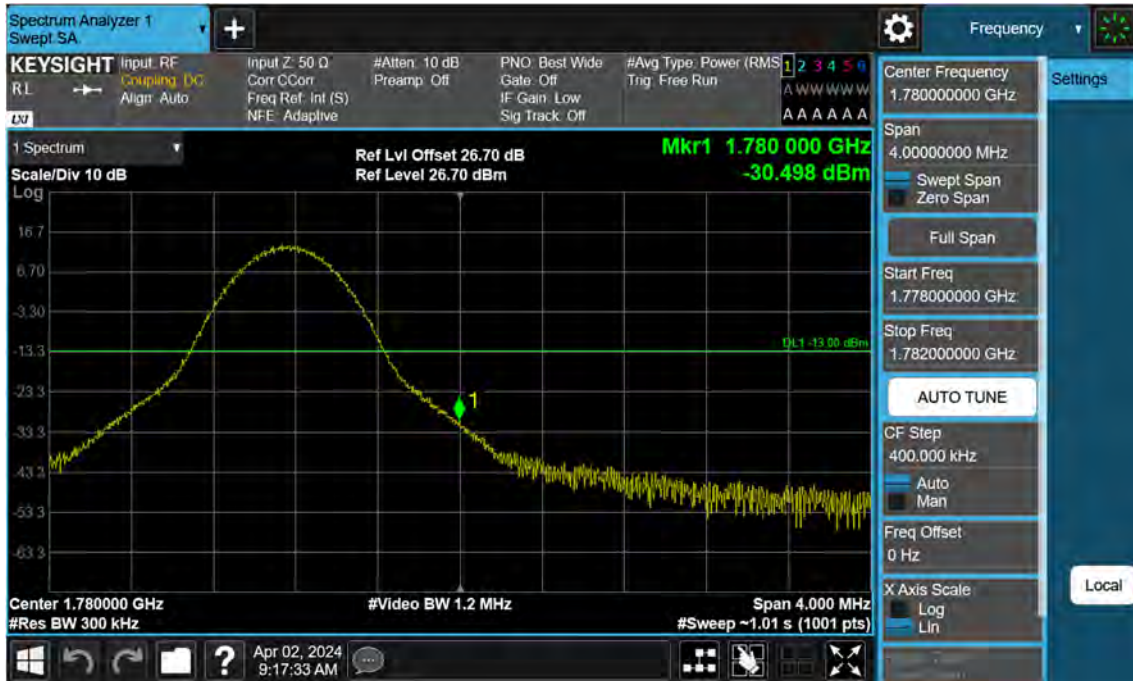 Spectrum Analyzer 1
Swept SA
+
Frequency
KEYSIGHT
RL
LXI
Input: RF
Coupling: DC
Align: Auto
Input Z: 50 Ω
Corr CCorr
Freq Ref: Int (S)
NFE: Adaptive
#Atten: 10 dB
Preamp: Off
PNO: Best Wide
Gate: Off
IF Gain: Low
Sig Track: Off
#Avg Type: Power (RMS
Trig: Free Run
1 2 3 4 5 6
A W W W W W
A A A A A A
1 Spectrum
Scale/Div 10 dB
Log
Ref Lvl Offset 26.70 dB
Ref Level 26.70 dBm
Mkr1 1.780 000 GHz
-30.498 dBm
16.7
6.70
-3.30
-13.3
-23.3
-33.3
-43.3
-53.3
-63.3
DL1 -13.00 dBm
1
Center 1.780000 GHz
#Res BW 300 kHz
#Video BW 1.2 MHz
Span 4.000 MHz
#Sweep ~1.01 s (1001 pts)
?
Apr 02, 2024
9:17:33 AM
Center Frequency
1.780000000 GHz
Span
4.00000000 MHz
Swept Span
Zero Span
Full Span
Start Freq
1.778000000 GHz
Stop Freq
1.782000000 GHz
AUTO TUNE
CF Step
400.000 kHz
Auto
Man
Freq Offset
0 Hz
X Axis Scale
Log
Lin
Settings
Local